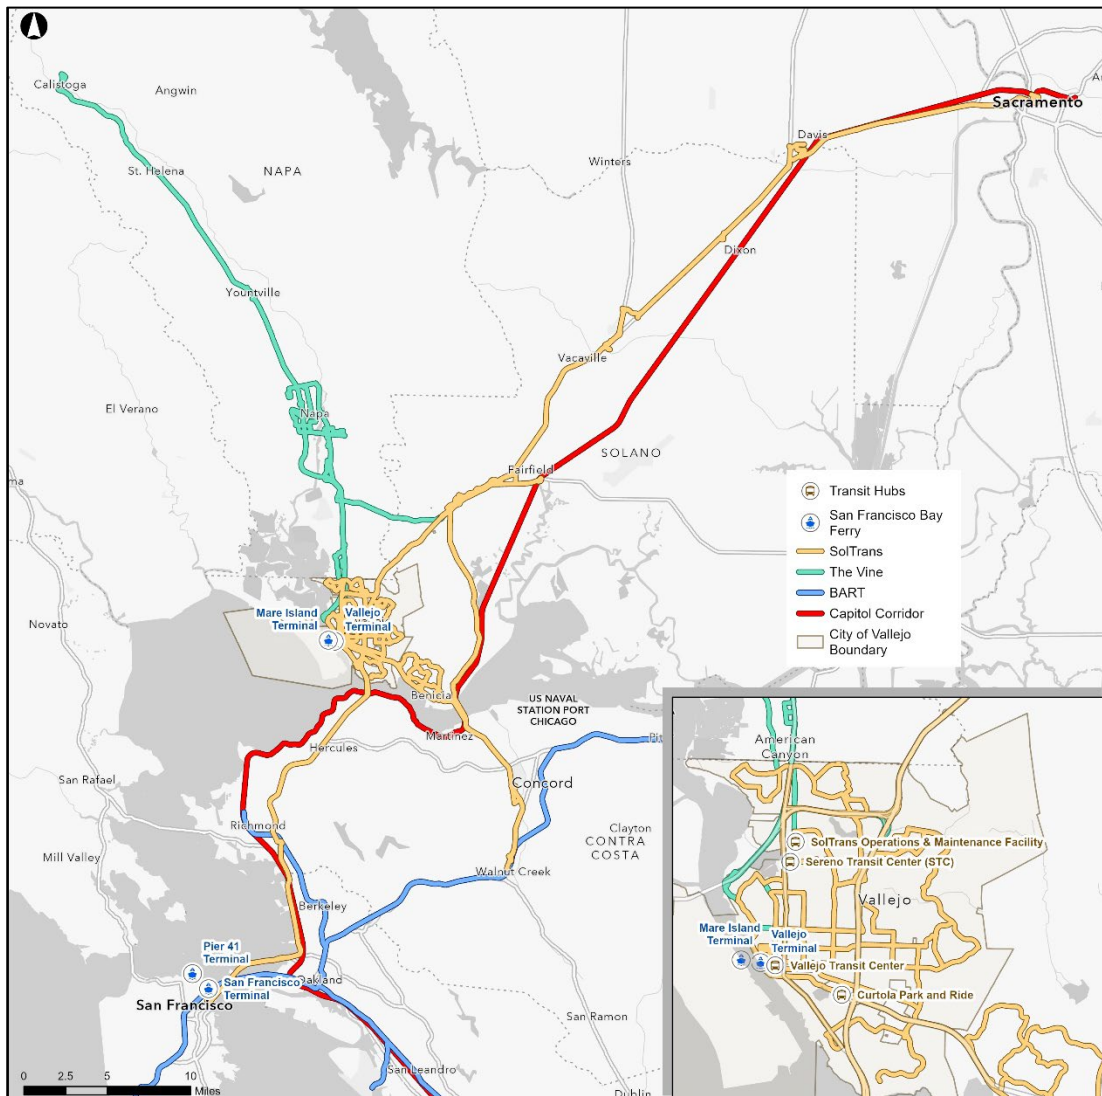 Calistoga
Angwin
Sacramento
Davis
St. Helena
NAPA
Winters
Dixon
Yountville
Vacaville
El Verano
Napa
Fairfield
SOLANO
Transit Hubs
San Francisco Bay
Ferry
SolTrans
The Vine
BART
Capitol Corridor
City of Vallejo
Boundary
Novato
Mare Island
Terminal
Vallejo
Terminal
Benicia
US NAVAL
STATION PORT
CHICAGO
Martinez
Hercules
San Rafael
Concord
Richmond
Clayton
CONTRA
COSTA
Mill Valley
Walnut Creek
Berkeley
Pier 41
Terminal
San Francisco
Terminal
Oakland
San Francisco
San Ramon
San Leandro
Dublin
0 2.5 5 10
Miles
American
Canyon
SolTrans Operations & Maintenance Facility
Sereno Transit Center (STC)
Vallejo
Mare Island
Terminal
Vallejo
Terminal
Vallejo Transit Center
Curtola Park and Ride